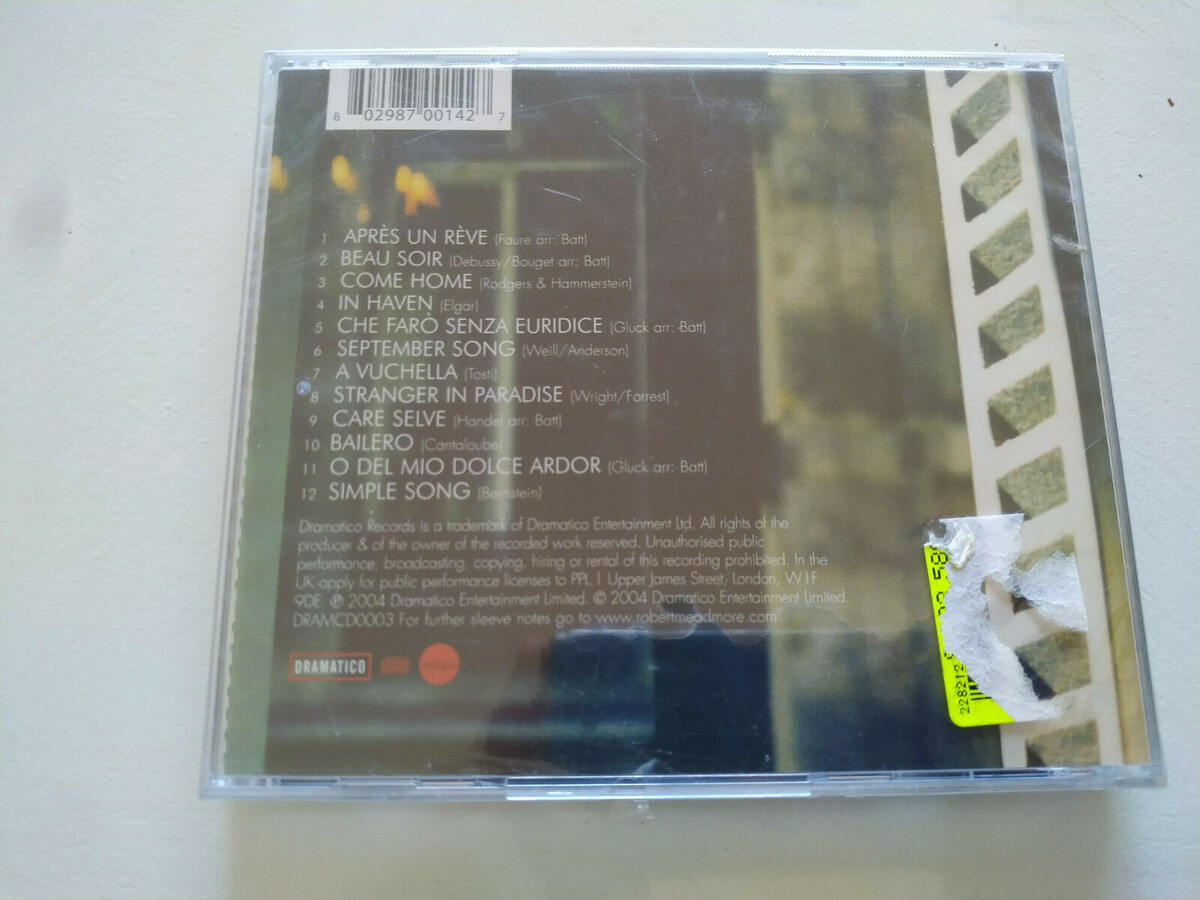 8 02987 00142 7
1 APRÈS UN RÈVE (Faure arr: Batt)
2 BEAU SOIR (Debussy/Bouget arr: Batt)
3 COME HOME (Rodgers & Hammerstein)
4 IN HAVEN (Elgar)
5 CHE FARÒ SENZA EURIDICE (Gluck arr: Batt)
6 SEPTEMBER SONG (Weill/Anderson)
7 A VUCHELLA (Tosti)
8 STRANGER IN PARADISE (Wright/Forrest)
9 CARE SELVE (Handel arr: Batt)
10 BAILERO (Cantaloube)
11 O DEL MIO DOLCE ARDOR (Gluck arr: Batt)
12 SIMPLE SONG (Bernstein)
Dramatico Records is a trademark of Dramatico Entertainment Ltd. All rights of the
producer & of the owner of the recorded work reserved. Unauthorised public
performance, broadcasting, copying, hiring or rental of this recording prohibited. In the
UK apply for public performance licenses to PPL 1 Upper James Street, London, W1F
9DE. ℗ 2004 Dramatico Entertainment Limited. © 2004 Dramatico Entertainment Limited.
DRAMCD0003 For further sleeve notes go to www.robertmeadmore.com
DRAMATICO